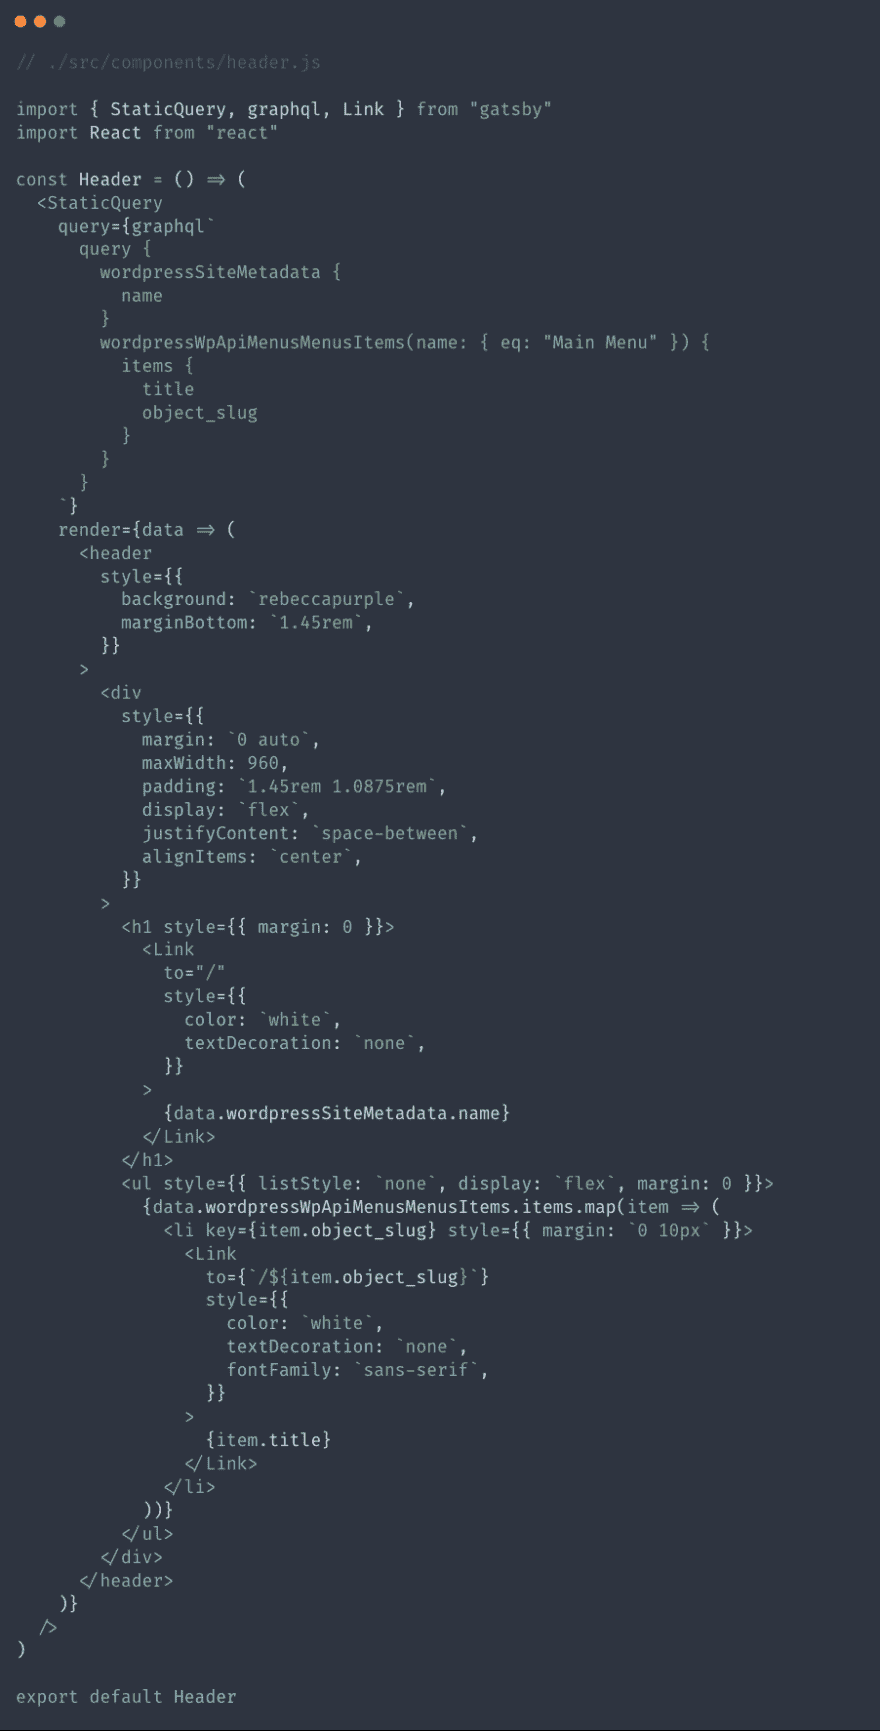 // ./src/components/header.js
import { StaticQuery, graphql, Link } from "gatsby"
import React from "react"
const Header = () => (
  <StaticQuery
    query={graphql`
      query {
        wordpressSiteMetadata {
          name
        }
        wordpressWpApiMenusMenusItems(name: { eq: "Main Menu" }) {
          items {
            title
            object_slug
          }
        }
      }
    `}
    render={data => (
      <header
        style={{
          background: `rebeccapurple`,
          marginBottom: `1.45rem`,
        }}
      >
        <div
          style={{
            margin: `0 auto`,
            maxWidth: 960,
            padding: `1.45rem 1.0875rem`,
            display: `flex`,
            justifyContent: `space-between`,
            alignItems: `center`,
          }}
        >
          <h1 style={{ margin: 0 }}>
            <Link
              to="/"
              style={{
                color: `white`,
                textDecoration: `none`,
              }}
            >
              {data.wordpressSiteMetadata.name}
            </Link>
          </h1>
          <ul style={{ listStyle: `none`, display: `flex`, margin: 0 }}>
            {data.wordpressWpApiMenusMenusItems.items.map(item => (
              <li key={item.object_slug} style={{ margin: `0 10px` }}>
                <Link
                  to={`/${item.object_slug}`}
                  style={{
                    color: `white`,
                    textDecoration: `none`,
                    fontFamily: `sans-serif`,
                  }}
                >
                  {item.title}
                </Link>
              </li>
            ))}
          </ul>
        </div>
      </header>
    )}
  />
)
export default Header